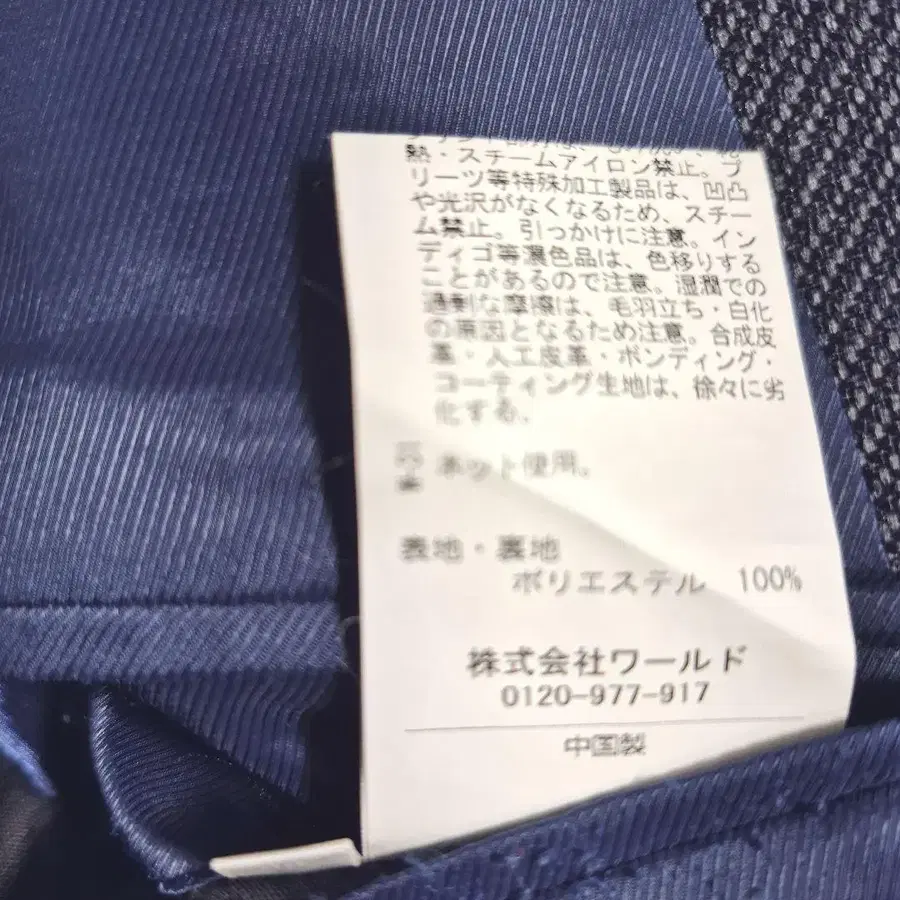 熱・スチームアイロン禁止。プ
リーツ等特殊加工製品は、凹凸
や光沢がなくなるため、スチー
ム禁止。引っかけに注意。イン
ディゴ等濃色品は、色移りする
ことがあるので注意。湿潤での
過剰な摩擦は、毛羽立ち・白化
の原因となるため注意。合成皮
革・人工皮革・ボンディング・
コーティング生地は、徐々に劣
化する。
ネット使用。
表地・裏地
ポリエステル 100%
株式会社ワールド
0120-977-917
中国製